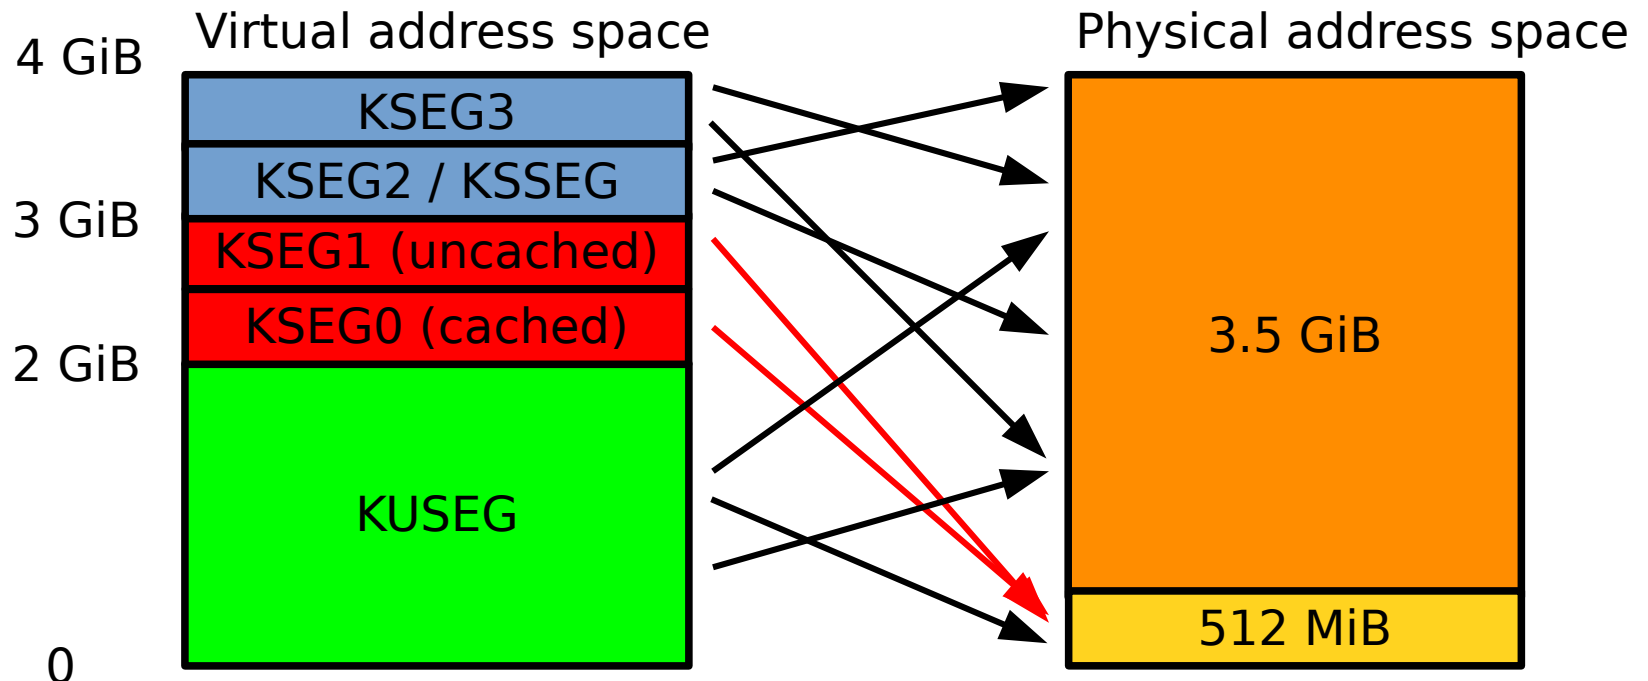 Virtual address space
Physical address space
4 GiB
KSEG3
KSEG2 / KSSEG
3 GiB
KSEG1 (uncached)
KSEG0 (cached)
3.5 GiB
2 GiB
KUSEG
512 MiB
0